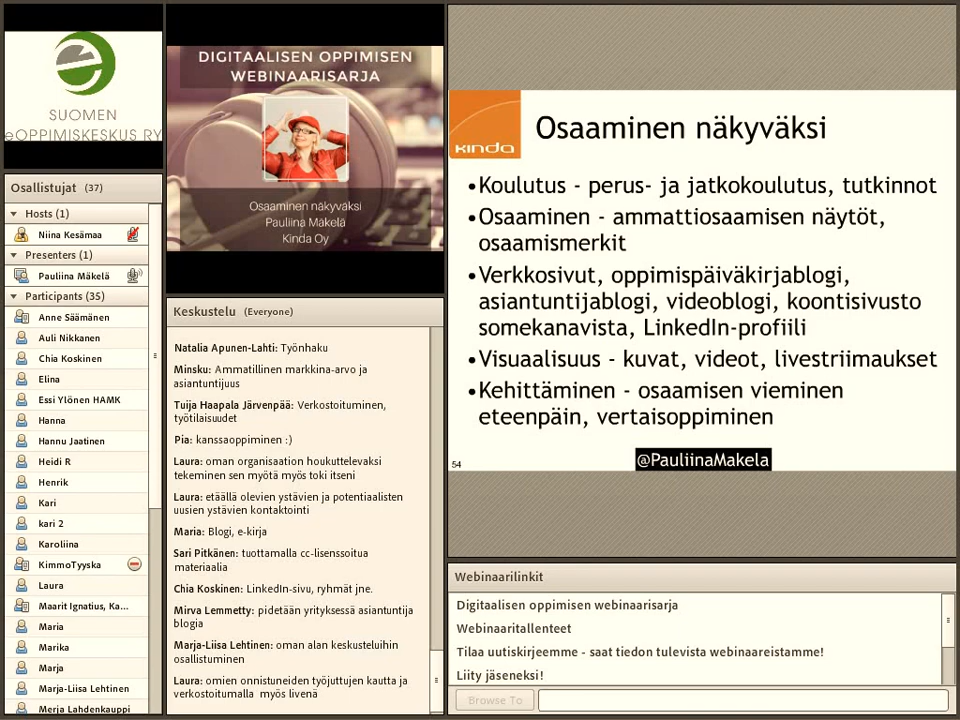 SUOMEN
eOPPIMISKESKUS RY
Osallistujat (37)
Hosts (1)
Niina Kesämaa
Presenters (1)
Pauliina Mäkelä
Participants (35)
Anne Säämänen
Auli Nikkanen
Chia Koskinen
Elina
Essi Ylönen HAMK
Hanna
Hannu Jaatinen
Heidi R
Henrik
Kari
kari 2
Karoliina
KimmoTyyska
Laura
Maarit Ignatius, Ka...
Maria
Marika
Marja
Marja-Liisa Lehtinen
Merja Lahdenkauppi
DIGITAALISEN OPPIMISEN
WEBINAARISARJA
Osaaminen näkyväksi
Pauliina Mäkelä
Kinda Oy
Keskustelu (Everyone)
Natalia Apunen-Lahti: Työnhaku
Minsku: Ammatillinen markkina-arvo ja
asiantuntijuus
Tuija Haapala Järvenpää: Verkostoituminen,
työtilaisuudet
Pia: kanssaoppiminen :)
Laura: oman organisaation houkuttelevaksi
tekeminen sen myötä myös toki itseni
Laura: etäällä olevien ystävien ja potentiaalisten
uusien ystävien kontaktointi
Maria: Blogi, e-kirja
Sari Pitkänen: tuottamalla cc-lisenssoitua
materiaalia
Chia Koskinen: LinkedIn-sivu, ryhmät jne.
Mirva Lemmetty: pidetään yrityksessä asiantuntija
blogia
Marja-Liisa Lehtinen: oman alan keskusteluihin
osallistuminen
Laura: omien onnistuneiden työjuttujen kautta ja
verkostoitumalla myös livenä
kinda
Osaaminen näkyväksi
•Koulutus - perus- ja jatkokoulutus, tutkinnot
•Osaaminen - ammattiosaamisen näytöt,
osaamismerkit
•Verkkosivut, oppimispäiväkirjablogi,
asiantuntijablogi, videoblogi, koontisivusto
somekanavista, LinkedIn-profiili
•Visuaalisuus - kuvat, videot, livestriimaukset
•Kehittäminen - osaamisen vieminen
eteenpäin, vertaisoppiminen
54
@PauliinaMakela
Webinaarilinkit
Digitaalisen oppimisen webinaarisarja
Webinaaritallenteet
Tilaa uutiskirjeemme - saat tiedon tulevista webinaareistamme!
Liity jäseneksi!
Browse To